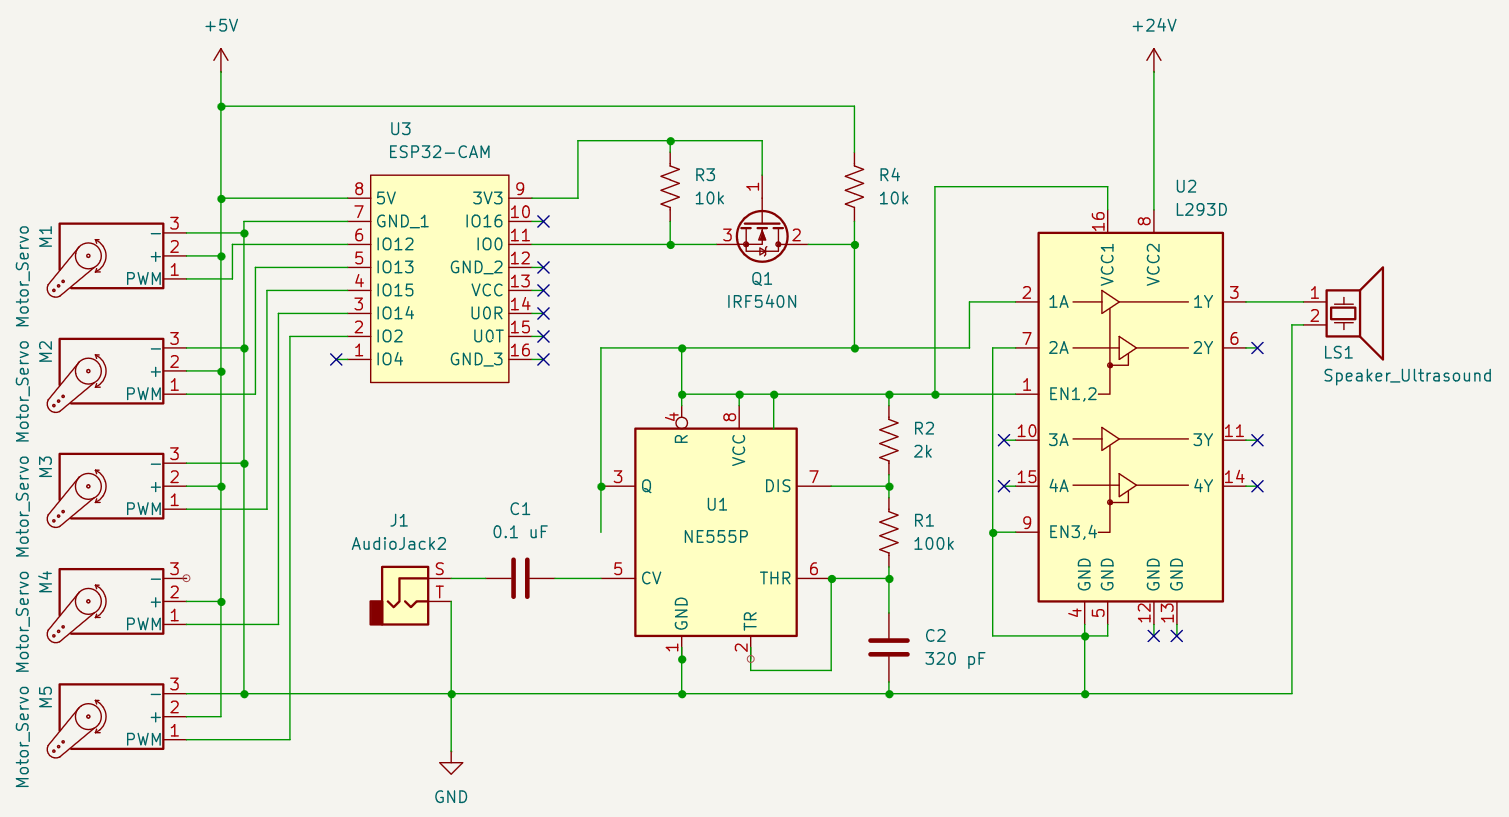 +5V
+24V
U3
ESP32-CAM
8 5V 3V3 9
7 GND_1 IO16 10
6 IO12 IO0 11
5 IO13 GND_2 12
4 IO15 VCC 13
3 IO14 U0R 14
2 IO2 U0T 15
1 IO4 GND_3 16
R3
10k
R4
10k
1
3 2
Q1
IRF540N
U2
L293D
16 8
VCC1 VCC2
2 1A 1Y 3
7 2A 2Y 6
1 EN1,2
10 3A 3Y 11
15 4A 4Y 14
9 EN3,4
GND GND GND GND
4 5 12 13
1
2
LS1
Speaker_Ultrasound
M1
Motor_Servo
− 3
+ 2
PWM 1
M2
Motor_Servo
− 3
+ 2
PWM 1
M3
Motor_Servo
− 3
+ 2
PWM 1
M4
Motor_Servo
− 3
+ 2
PWM 1
M5
Motor_Servo
− 3
+ 2
PWM 1
J1
AudioJack2
S
T
C1
0.1 uF
4 8
R VCC
3 Q DIS 7
U1
NE555P
5 CV THR 6
GND TR
1 2
R2
2k
R1
100k
C2
320 pF
GND